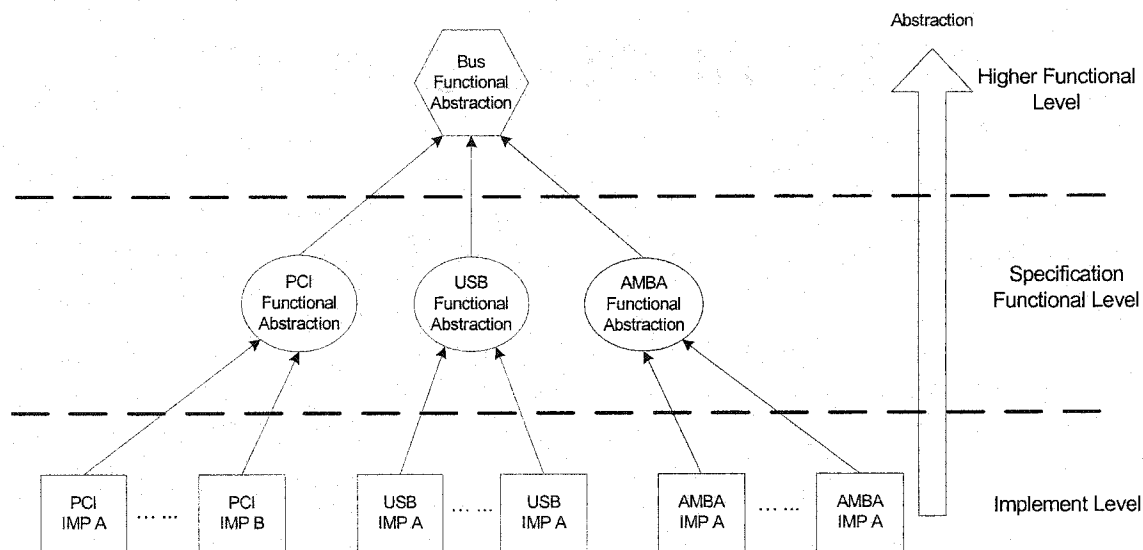 Abstraction
Bus
Functional
Abstraction
Higher Functional
Level
PCI
Functional
Abstraction
USB
Functional
Abstraction
AMBA
Functional
Abstraction
Specification
Functional Level
PCI
IMP A
... ...
PCI
IMP B
USB
IMP A
... ...
USB
IMP A
AMBA
IMP A
... ...
AMBA
IMP A
Implement Level